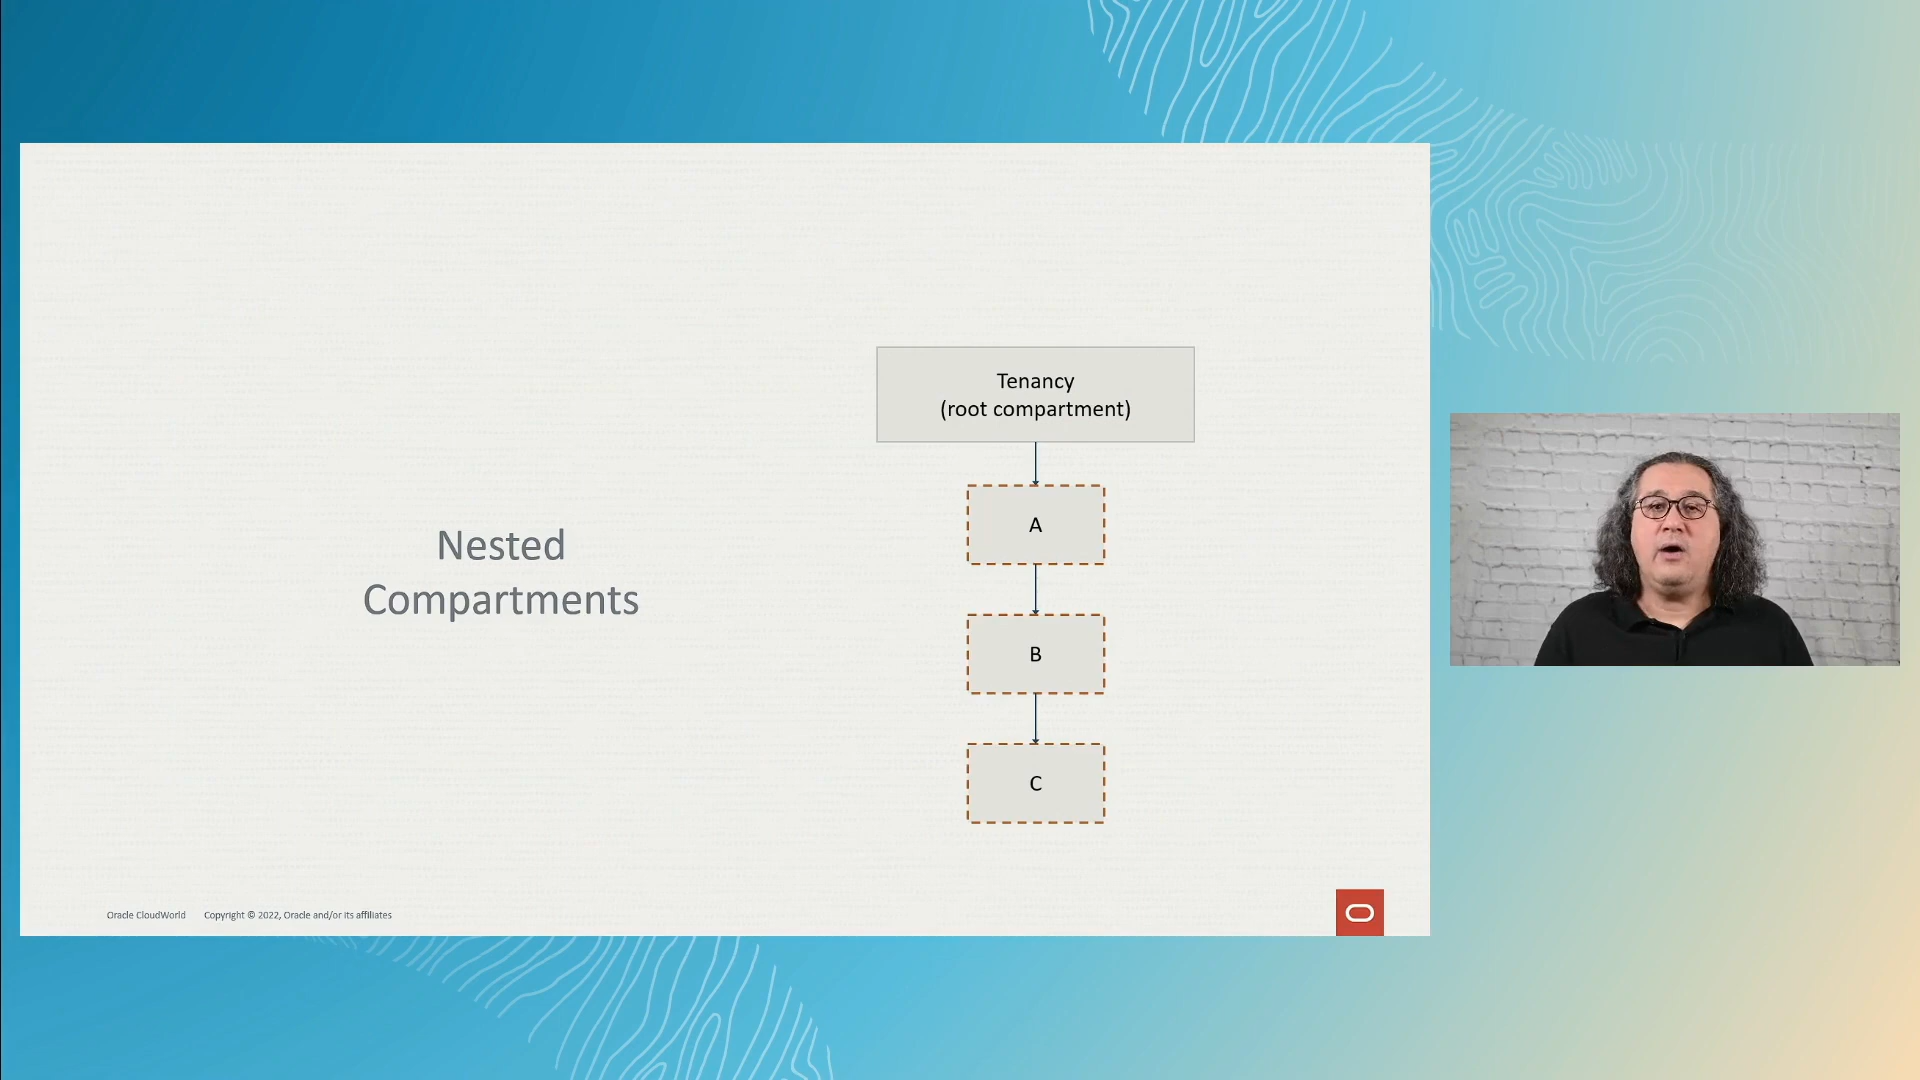 Nested
Compartments
Tenancy
(root compartment)
A
B
C
Oracle CloudWorld
Copyright © 2022, Oracle and/or its affiliates